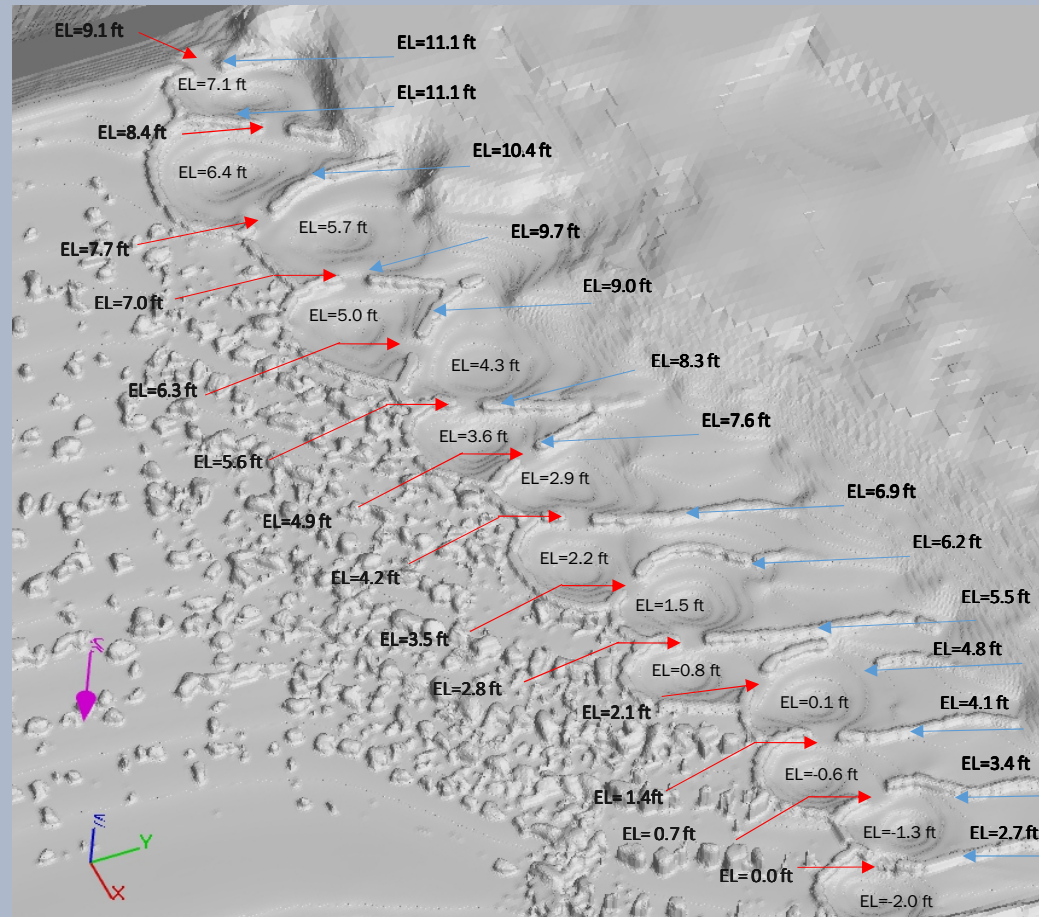 EL=9.1 ft
EL=11.1 ft
EL=7.1 ft
EL=11.1 ft
EL=8.4 ft
EL=10.4 ft
EL=6.4 ft
EL=5.7 ft
EL=9.7 ft
EL=7.7 ft
EL=9.0 ft
EL=7.0 ft
EL=5.0 ft
EL=8.3 ft
EL=4.3 ft
EL=6.3 ft
EL=7.6 ft
EL=3.6 ft
EL=5.6 ft
EL=2.9 ft
EL=6.9 ft
EL=4.9 ft
EL=6.2 ft
EL=2.2 ft
EL=4.2 ft
EL=5.5 ft
EL=1.5 ft
EL=3.5 ft
EL=4.8 ft
EL=0.8 ft
EL=2.8 ft
EL=0.1 ft
EL=4.1 ft
EL=2.1 ft
EL=3.4 ft
EL=-0.6 ft
EL= 1.4ft
EL=-1.3 ft
EL=2.7 ft
EL= 0.7 ft
EL= 0.0 ft
EL=-2.0 ft
N
Z
Y
X